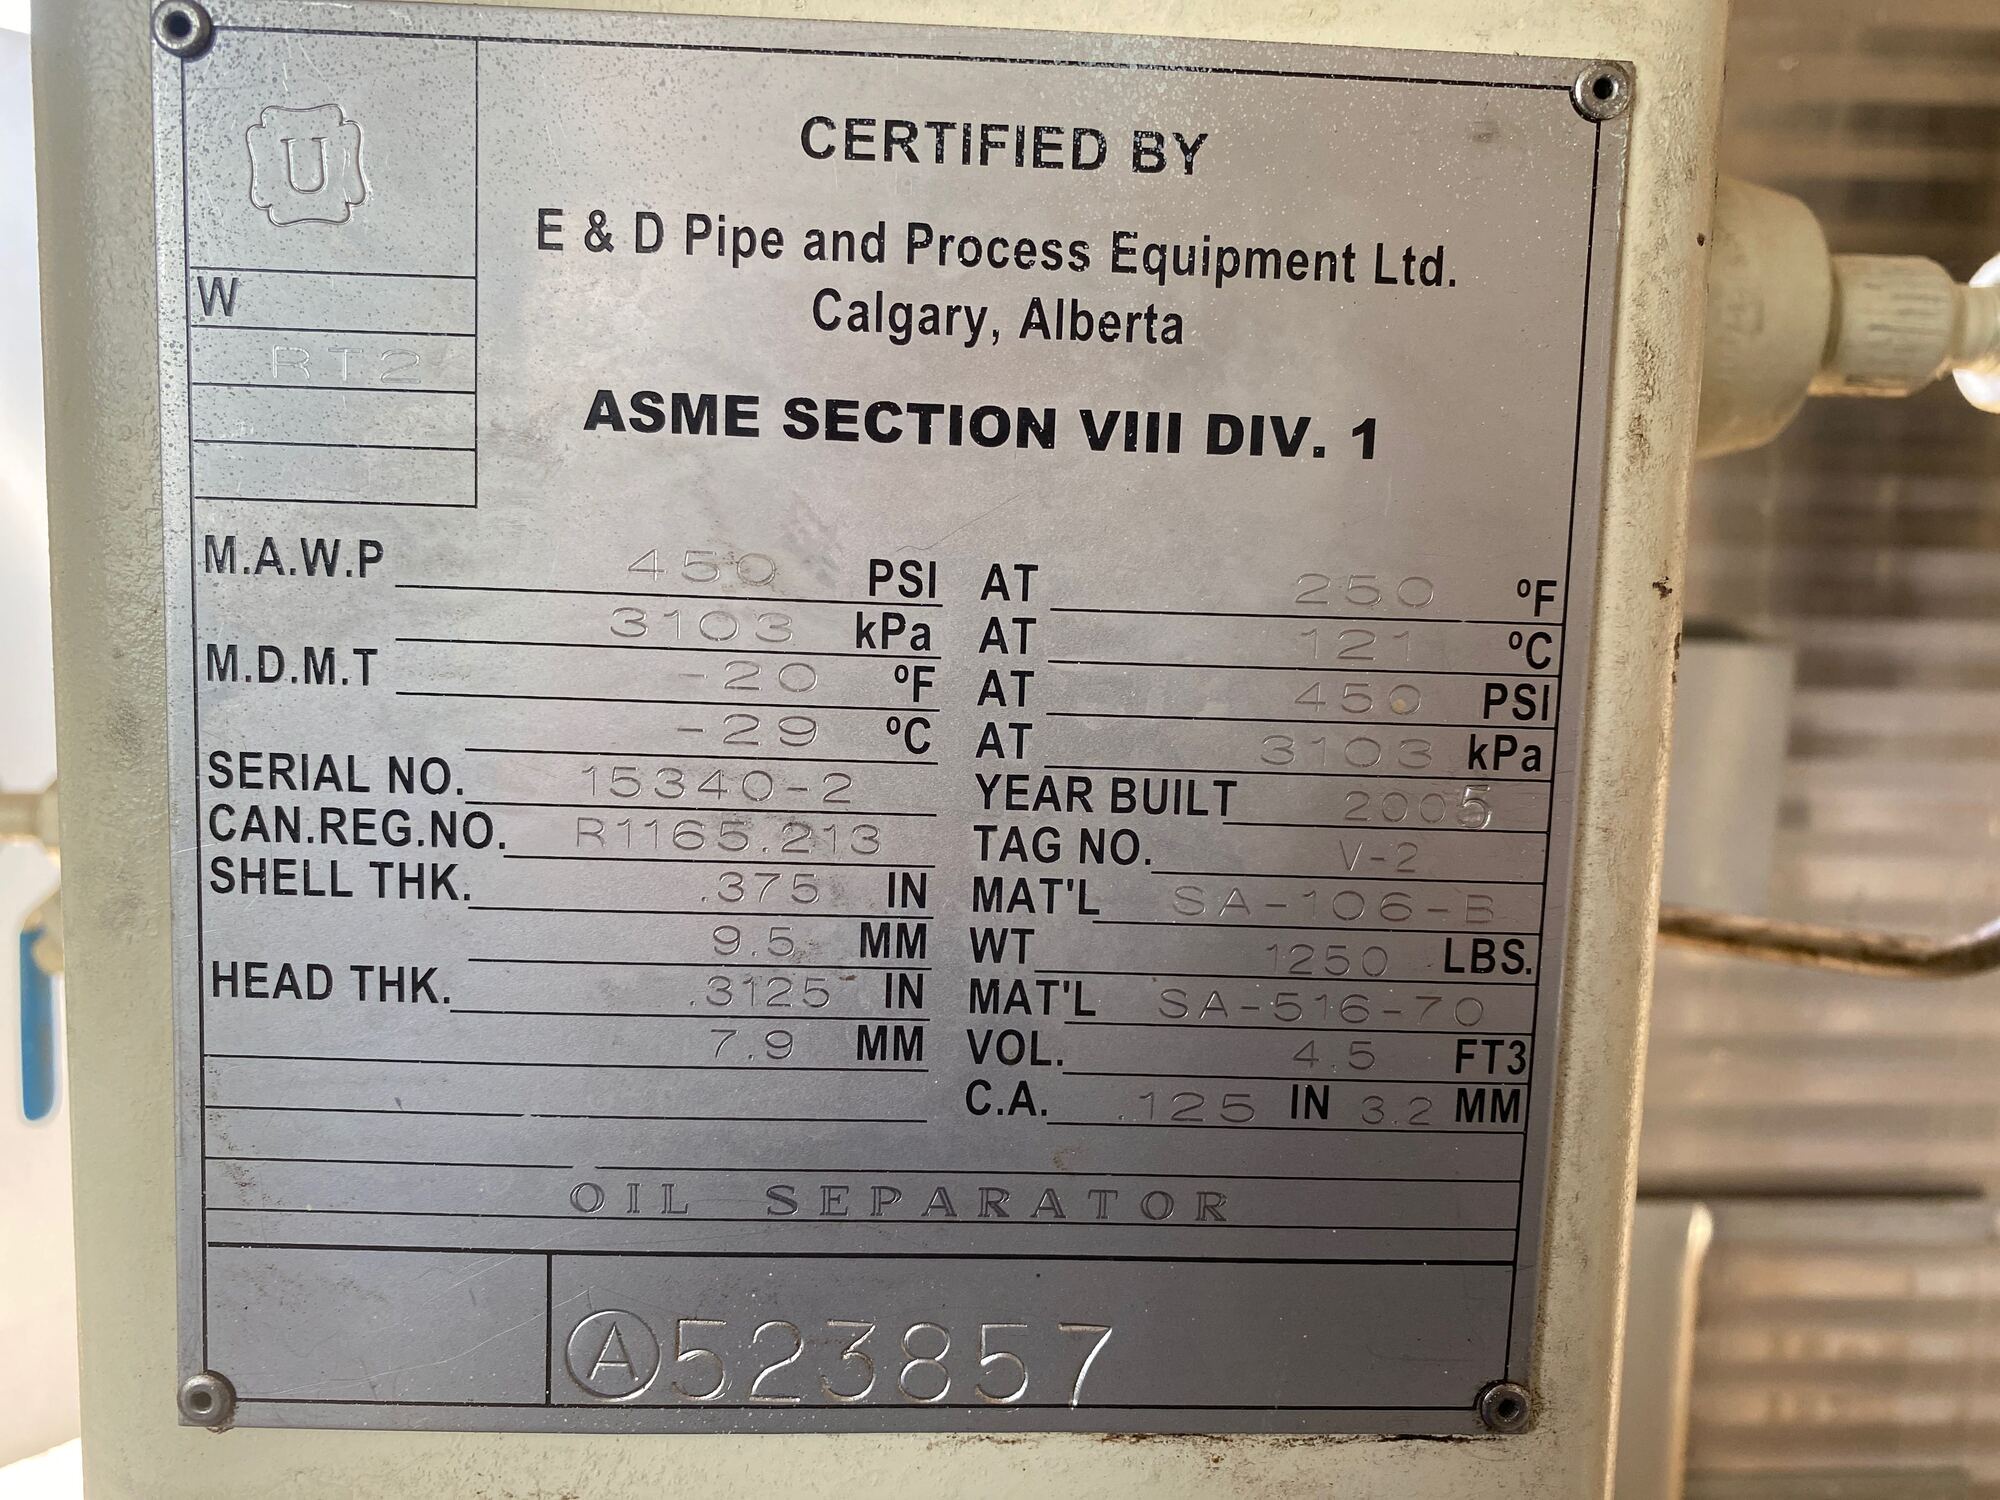 U
CERTIFIED BY
E & D Pipe and Process Equipment Ltd.
Calgary, Alberta
W
RT2
ASME SECTION VIII DIV. 1
M.A.W.P 450 PSI AT 250 ºF
3103 kPa AT 121 ºC
M.D.M.T -20 ºF AT 450 PSI
-29 ºC AT 3103 kPa
SERIAL NO. 15340-2 YEAR BUILT 2005
CAN.REG.NO. R1165.213 TAG NO. V-2
SHELL THK. .375 IN MAT'L SA-106-B
9.5 MM WT 1250 LBS.
HEAD THK. .3125 IN MAT'L SA-516-70
7.9 MM VOL. 4.5 FT3
C.A. .125 IN 3.2 MM
OIL SEPARATOR
A523857